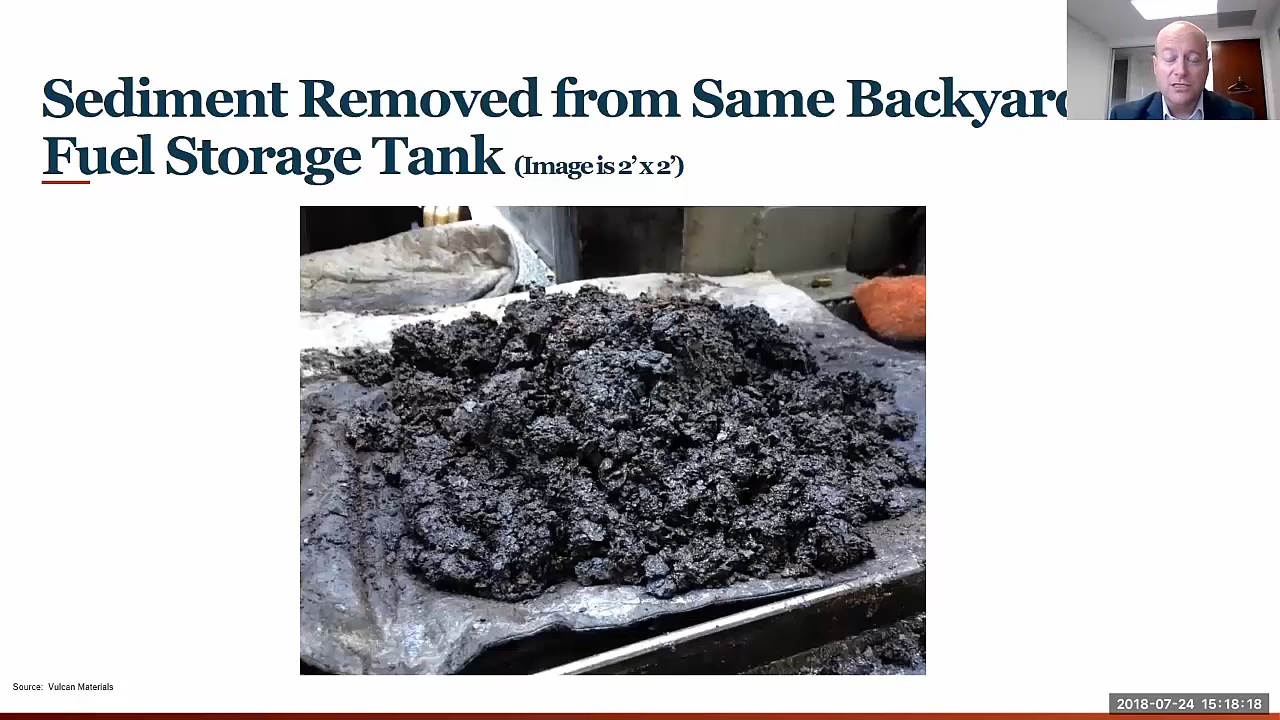 Sediment Removed from Same Backyard
Fuel Storage Tank (Image is 2’ x 2’)
Source: Vulcan Materials
2018-07-24 15:18:18